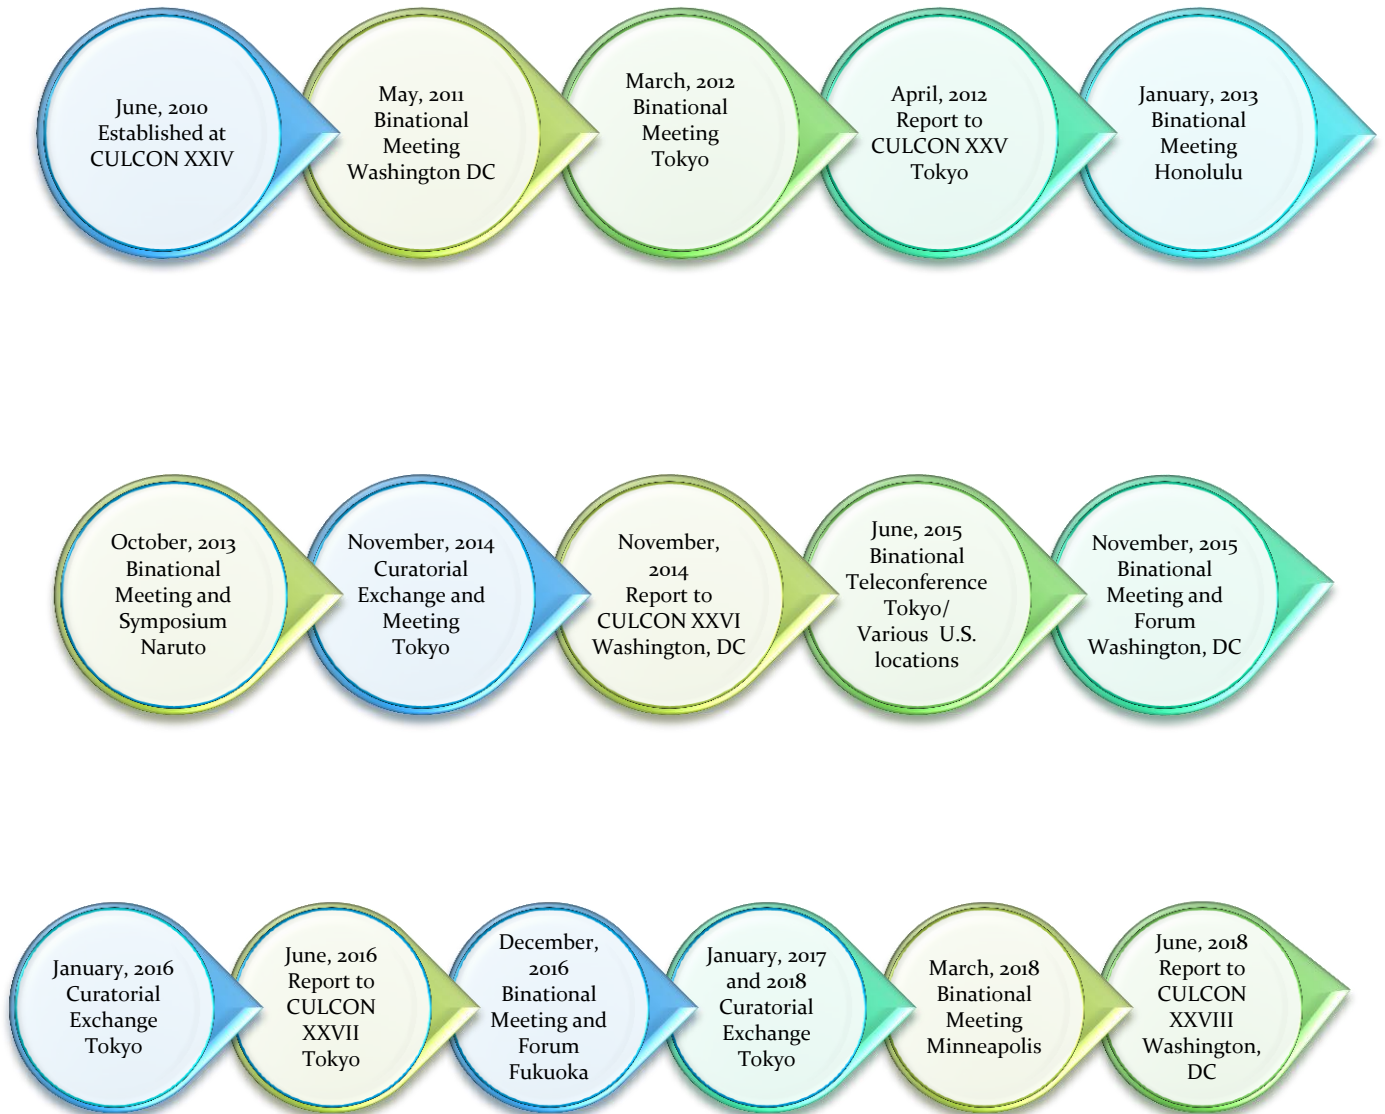 June, 2010
Established at
CULCON XXIV
May, 2011
Binational
Meeting
Washington DC
March, 2012
Binational
Meeting
Tokyo
April, 2012
Report to
CULCON XXV
Tokyo
January, 2013
Binational
Meeting
Honolulu
October, 2013
Binational
Meeting and
Symposium
Naruto
November, 2014
Curatorial
Exchange and
Meeting
Tokyo
November,
2014
Report to
CULCON XXVI
Washington, DC
June, 2015
Binational
Teleconference
Tokyo/
Various U.S.
locations
November, 2015
Binational
Meeting and
Forum
Washington, DC
January, 2016
Curatorial
Exchange
Tokyo
June, 2016
Report to
CULCON
XXVII
Tokyo
December,
2016
Binational
Meeting and
Forum
Fukuoka
January, 2017
and 2018
Curatorial
Exchange
Tokyo
March, 2018
Binational
Meeting
Minneapolis
June, 2018
Report to
CULCON
XXVIII
Washington,
DC